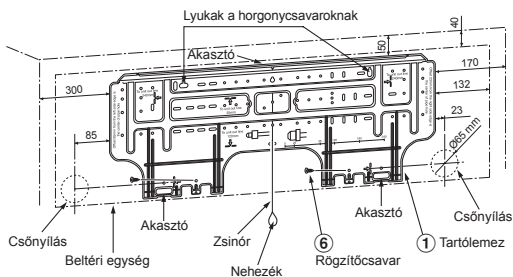 Lyukak a horgonycsavaroknak
Akasztó
40
50
170
300
132
85
23
Ø65 mm
Csőnyílás
Beltéri egység
Akasztó
Zsinór
Nehezék
⑥
Rögzítőcsavar
Akasztó
① Tartólemez
Csőnyílás